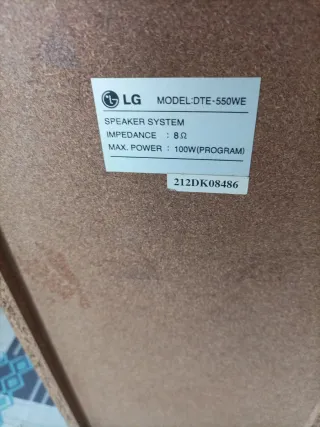 LG MODEL:DTE-550WE
SPEAKER SYSTEM
IMPEDANCE : 8Ω
MAX. POWER : 100W(PROGRAM)
212DK08486